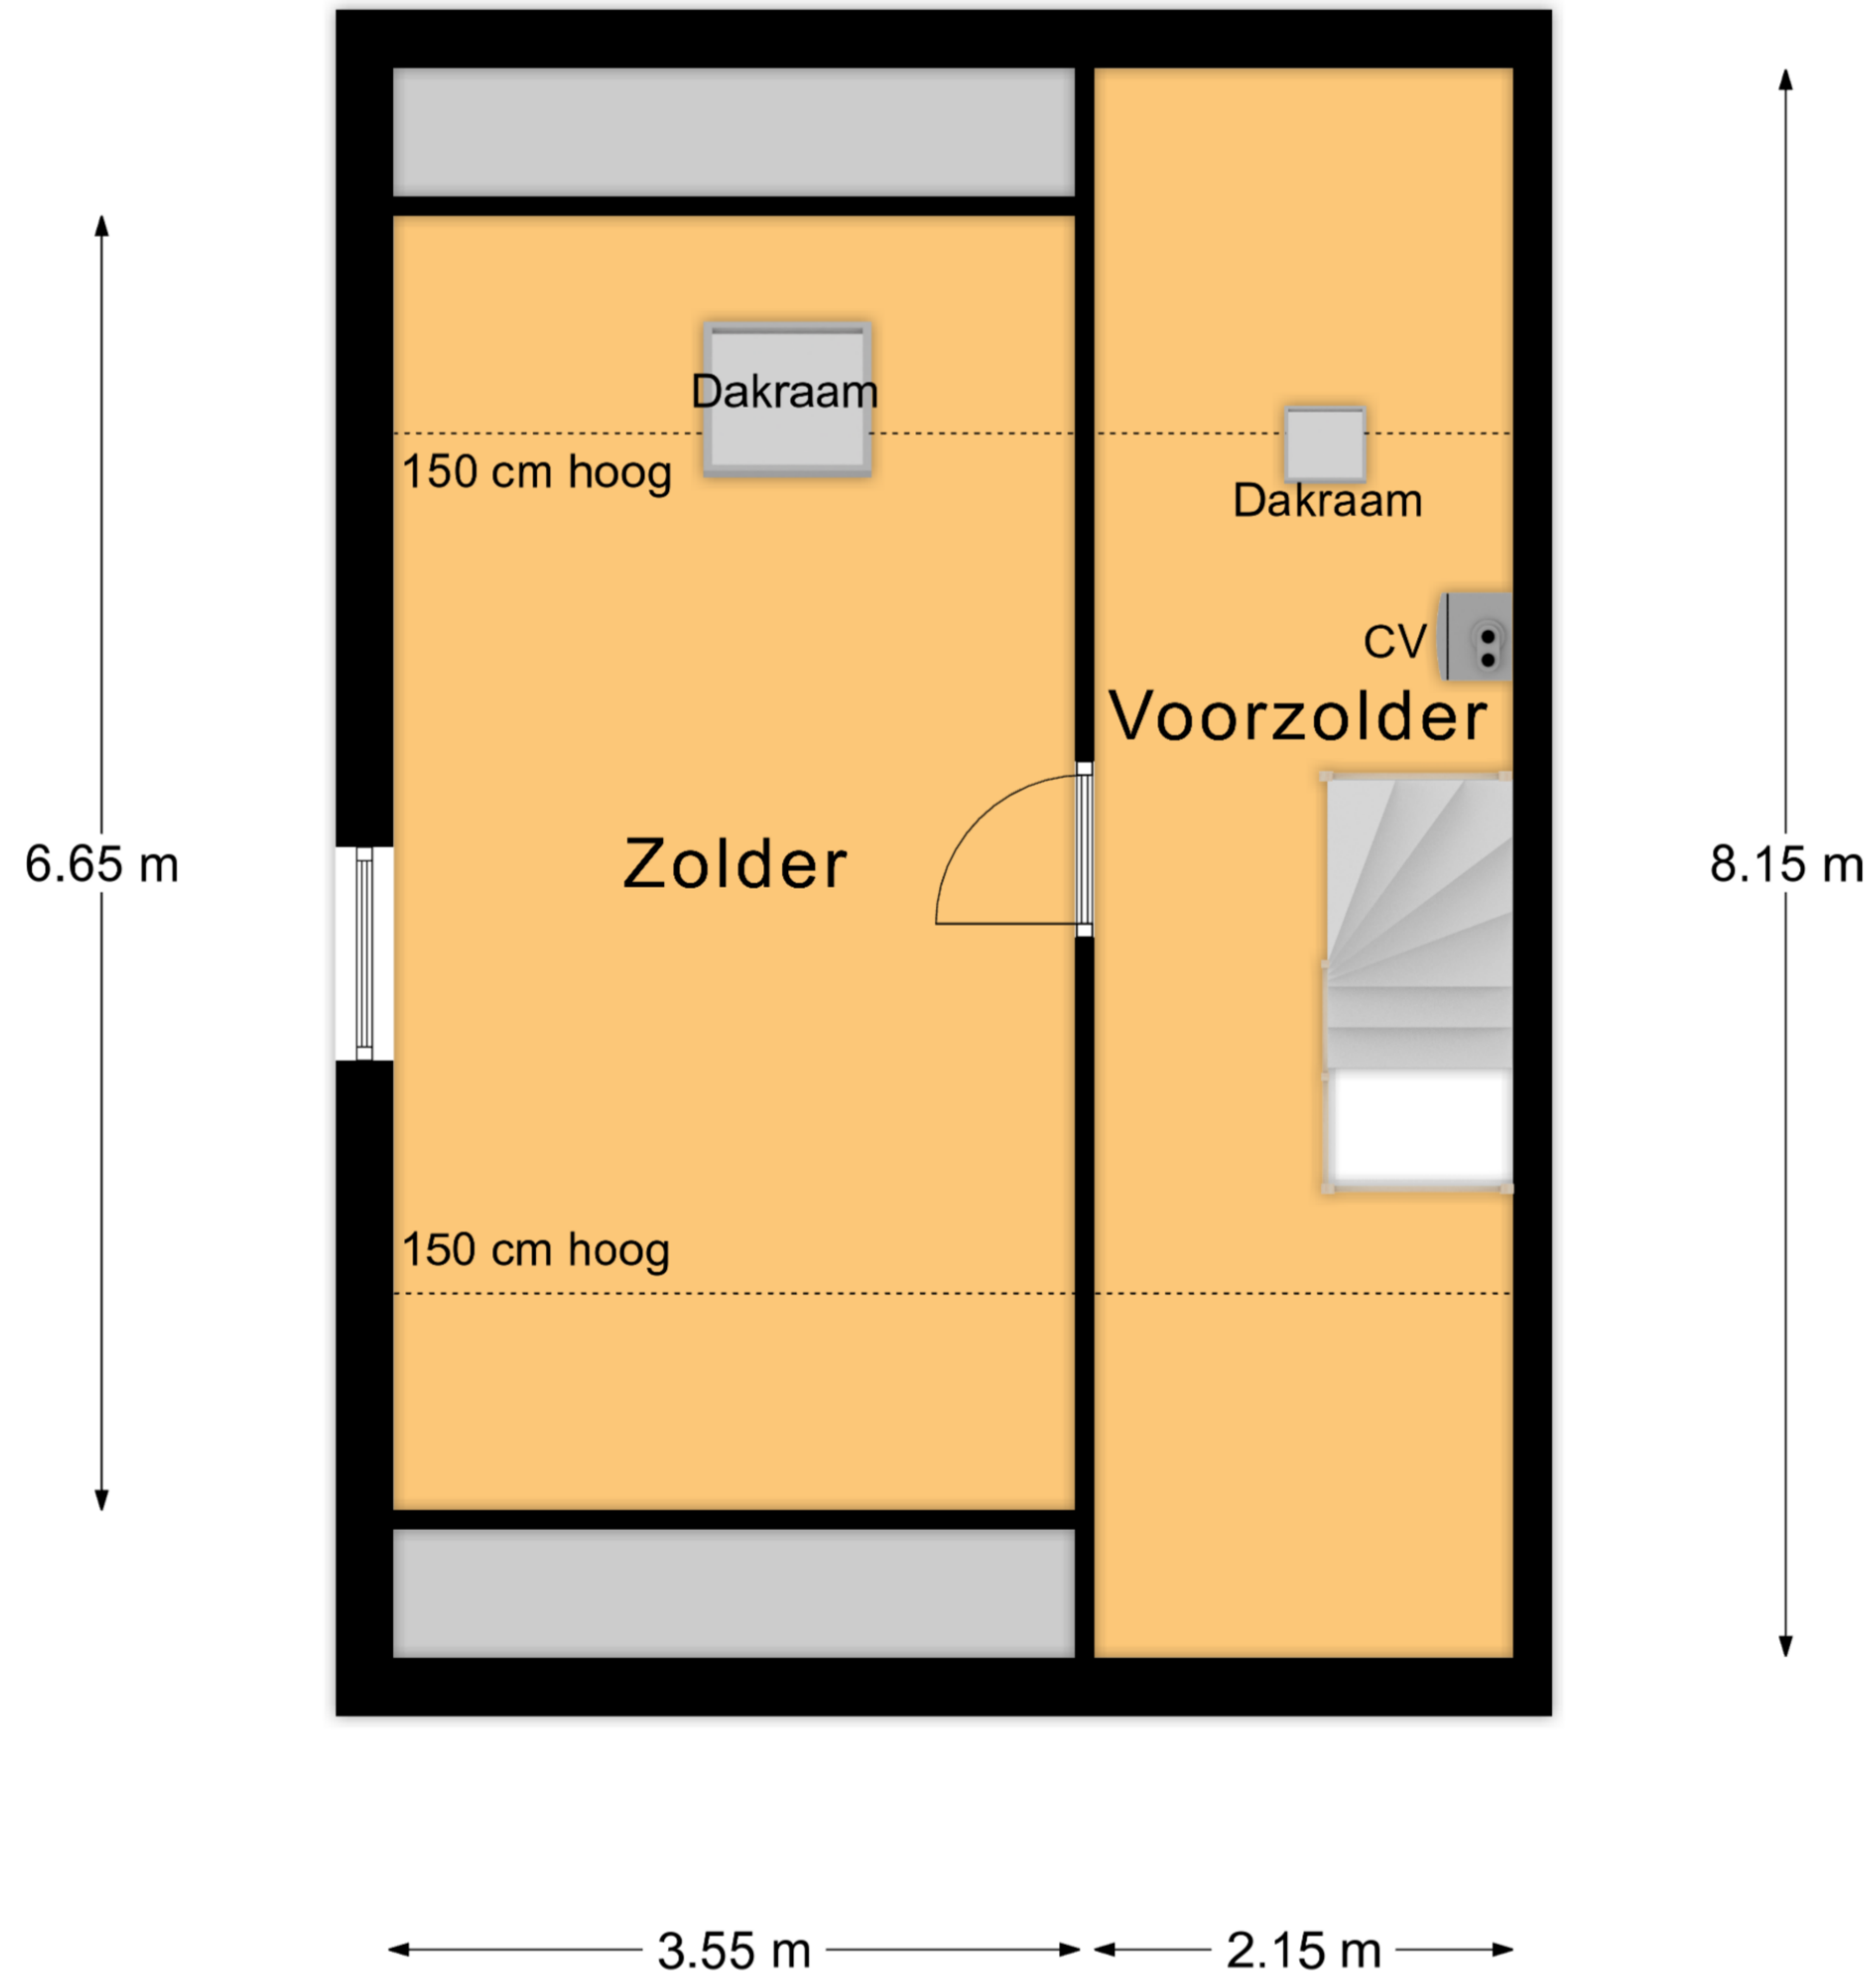 Dakraam
150 cm hoog
Dakraam
CV
Voorzolder
Zolder
6.65 m
8.15 m
150 cm hoog
3.55 m
2.15 m